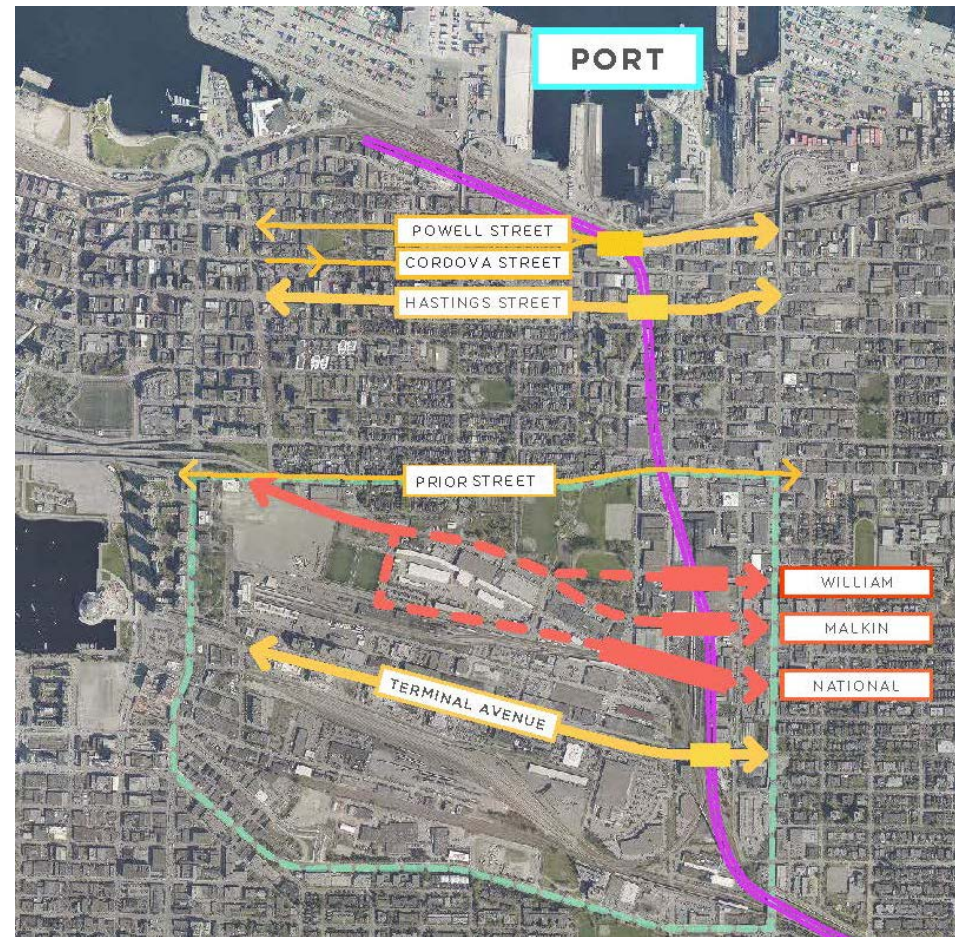 PORT
POWELL STREET
CORDOVA STREET
HASTINGS STREET
PRIOR STREET
WILLIAM
MALKIN
NATIONAL
TERMINAL AVENUE